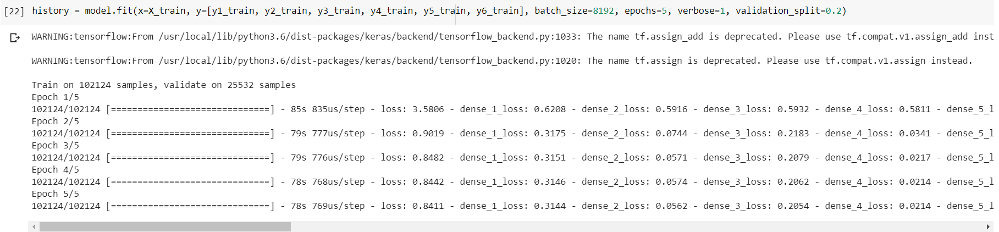 [22] history = model.fit(x=X_train, y=[y1_train, y2_train, y3_train, y4_train, y5_train, y6_train], batch_size=8192, epochs=5, verbose=1, validation_split=0.2)
WARNING:tensorflow:From /usr/local/lib/python3.6/dist-packages/keras/backend/tensorflow_backend.py:1033: The name tf.assign_add is deprecated. Please use tf.compat.v1.assign_add inst
WARNING:tensorflow:From /usr/local/lib/python3.6/dist-packages/keras/backend/tensorflow_backend.py:1020: The name tf.assign is deprecated. Please use tf.compat.v1.assign instead.
Train on 102124 samples, validate on 25532 samples
Epoch 1/5
102124/102124 [==============================] - 85s 835us/step - loss: 3.5806 - dense_1_loss: 0.6208 - dense_2_loss: 0.5916 - dense_3_loss: 0.5932 - dense_4_loss: 0.5811 - dense_5_l
Epoch 2/5
102124/102124 [==============================] - 79s 777us/step - loss: 0.9019 - dense_1_loss: 0.3175 - dense_2_loss: 0.0744 - dense_3_loss: 0.2183 - dense_4_loss: 0.0341 - dense_5_l
Epoch 3/5
102124/102124 [==============================] - 79s 776us/step - loss: 0.8482 - dense_1_loss: 0.3151 - dense_2_loss: 0.0571 - dense_3_loss: 0.2079 - dense_4_loss: 0.0217 - dense_5_l
Epoch 4/5
102124/102124 [==============================] - 78s 768us/step - loss: 0.8442 - dense_1_loss: 0.3146 - dense_2_loss: 0.0574 - dense_3_loss: 0.2062 - dense_4_loss: 0.0214 - dense_5_l
Epoch 5/5
102124/102124 [==============================] - 78s 769us/step - loss: 0.8411 - dense_1_loss: 0.3144 - dense_2_loss: 0.0562 - dense_3_loss: 0.2054 - dense_4_loss: 0.0214 - dense_5_l